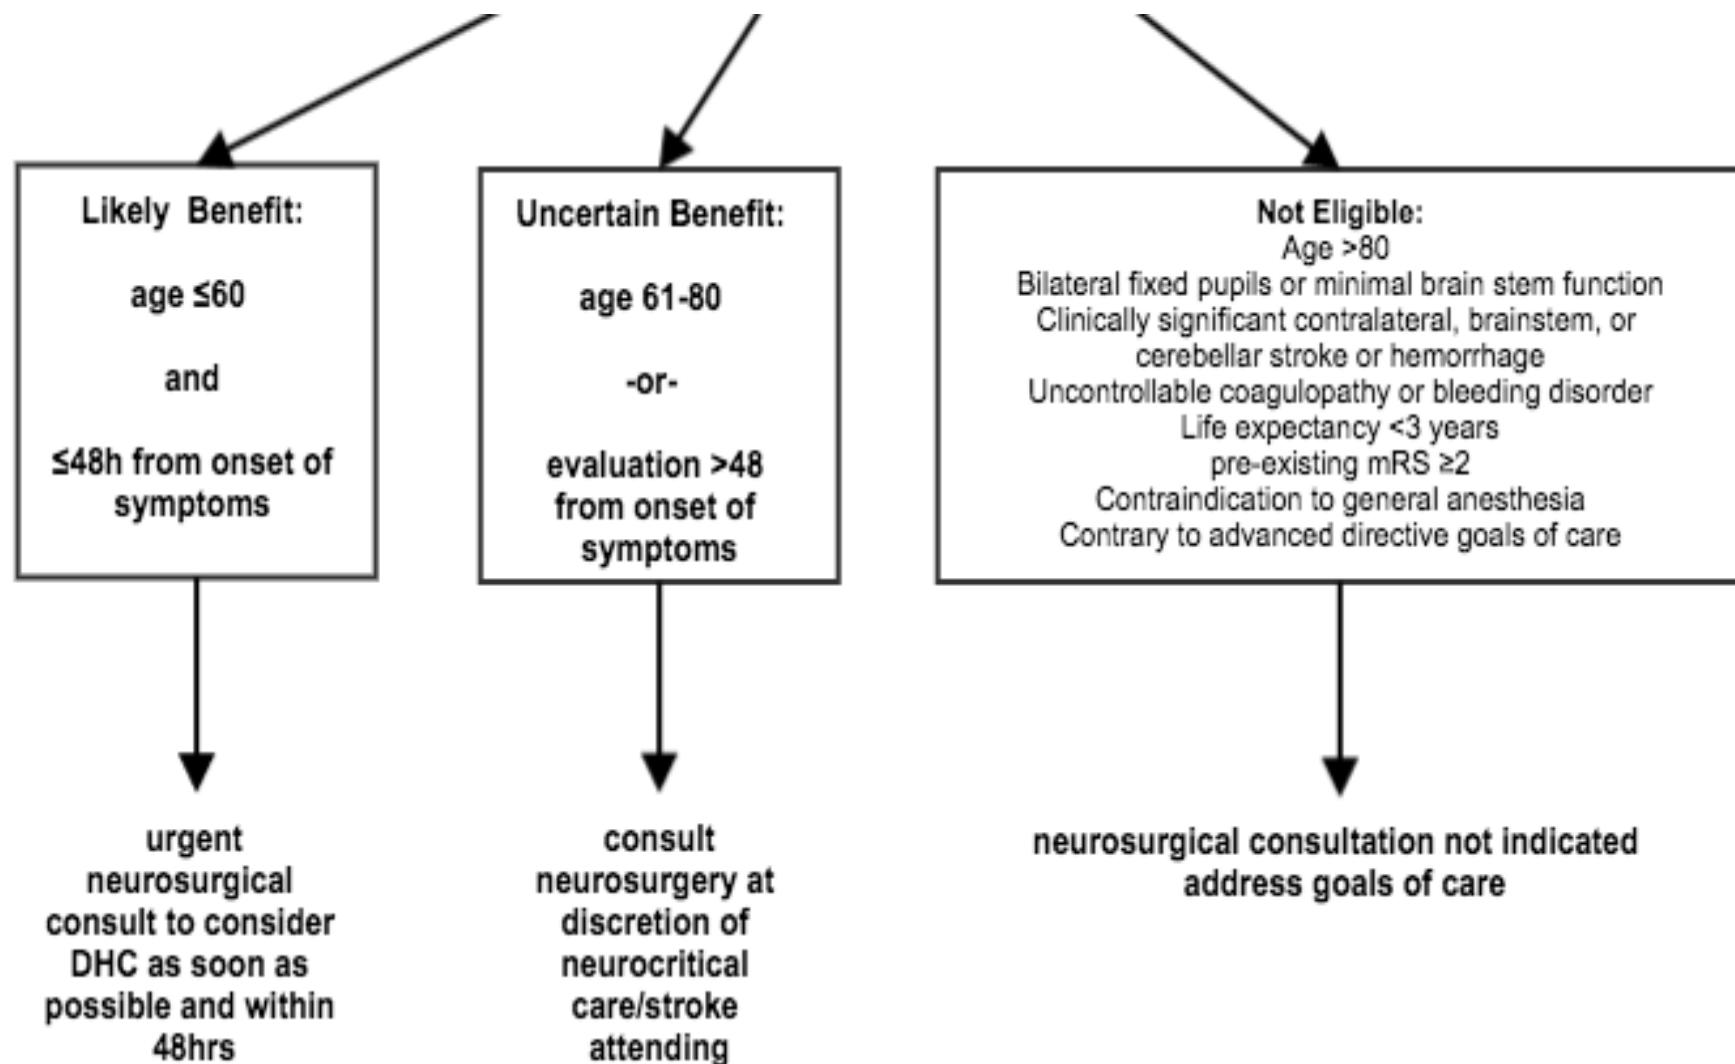 Likely Benefit:
age ≤60
and
≤48h from onset of
symptoms
urgent
neurosurgical
consult to consider
DHC as soon as
possible and within
48hrs
Uncertain Benefit:
age 61-80
-or-
evaluation >48
from onset of
symptoms
consult
neurosurgery at
discretion of
neurocritical
care/stroke
attending
Not Eligible:
Age >80
Bilateral fixed pupils or minimal brain stem function
Clinically significant contralateral, brainstem, or
cerebellar stroke or hemorrhage
Uncontrollable coagulopathy or bleeding disorder
Life expectancy <3 years
pre-existing mRS ≥2
Contraindication to general anesthesia
Contrary to advanced directive goals of care
neurosurgical consultation not indicated
address goals of care